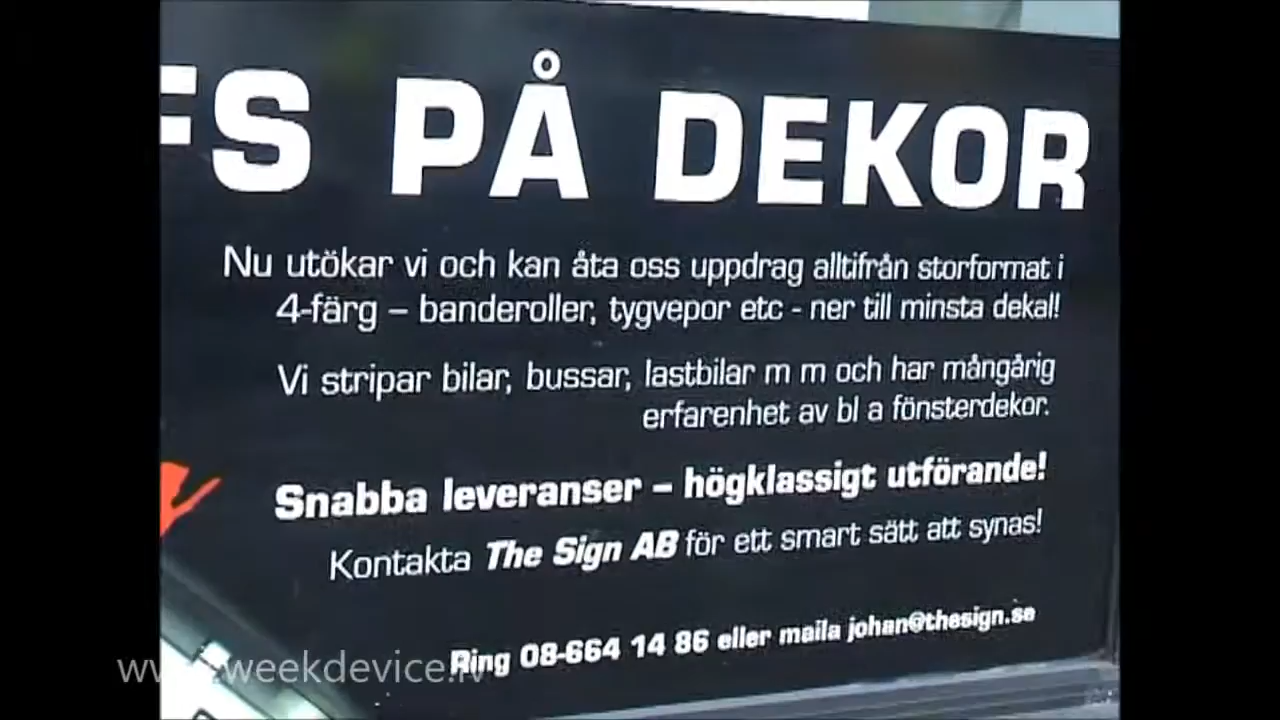 FS PÅ DEKOR
Nu utökar vi och kan åta oss uppdrag alltifrån storformat i
4-färg – banderoller, tygvepor etc - ner till minsta dekal!
Vi stripar bilar, bussar, lastbilar m m och har mångårig
erfarenhet av bl a fönsterdekor.
Snabba leveranser – högklassigt utförande!
Kontakta The Sign AB för ett smart sätt att synas!
Ring 08-664 14 86 eller maila johan@thesign.se